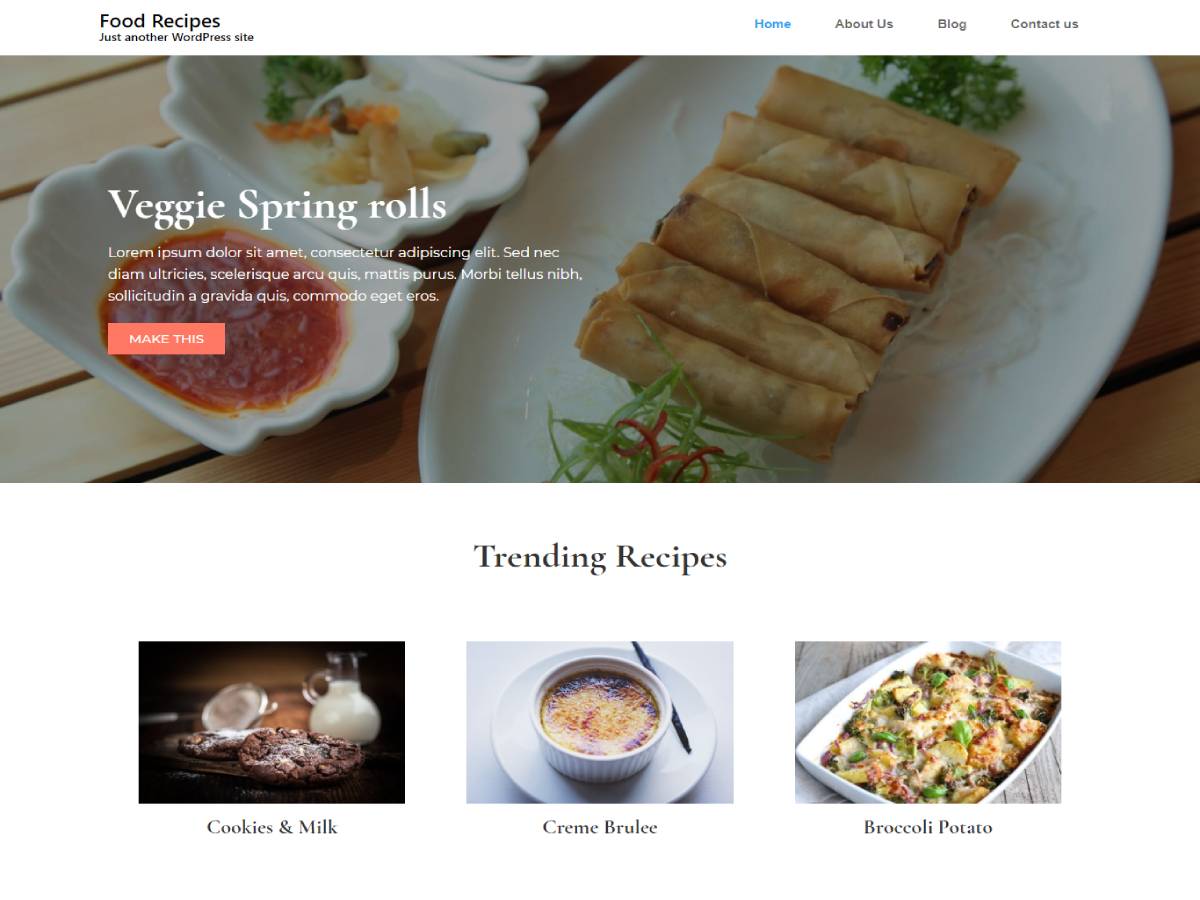 Food Recipes
Just another WordPress site
Home About Us Blog Contact us
Veggie Spring rolls
Lorem ipsum dolor sit amet, consectetur adipiscing elit. Sed nec
diam ultricies, scelerisque arcu quis, mattis purus. Morbi tellus nibh,
sollicitudin a gravida quis, commodo eget eros.
MAKE THIS
Trending Recipes
Cookies & Milk
Creme Brulee
Broccoli Potato